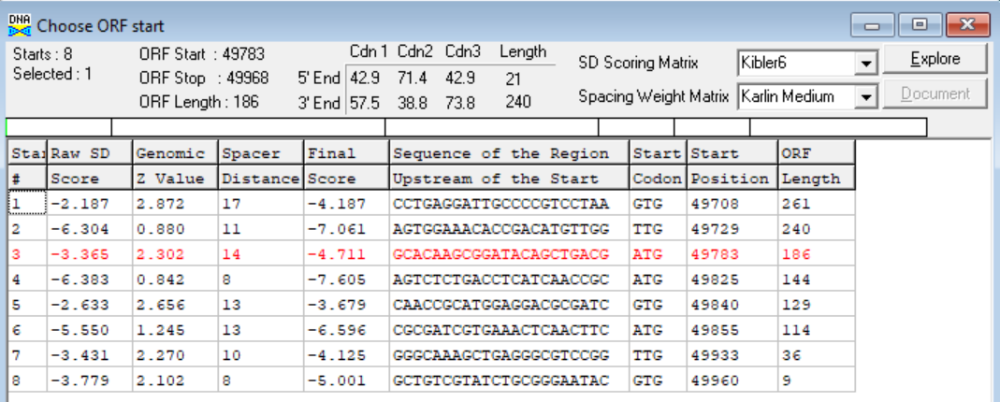 DNA Choose ORF start
Starts : 8 ORF Start : 49783 Cdn 1 Cdn2 Cdn3 Length SD Scoring Matrix Kibler6 Explore
Selected : 1 ORF Stop : 49968 5' End 42.9 71.4 42.9 21
ORF Length : 186 3' End 57.5 38.8 73.8 240 Spacing Weight Matrix Karlin Medium Document
Star Raw SD Genomic Spacer Final Sequence of the Region Start Start ORF
# Score Z Value Distance Score Upstream of the Start Codon Position Length
1 -2.187 2.872 17 -4.187 CCTGAGGATTGCCCCGTCCTAA GTG 49708 261
2 -6.304 0.880 11 -7.061 AGTGGAAACACCGACATGTTGG TTG 49729 240
3 -3.365 2.302 14 -4.711 GCACAAGCGGATACAGCTGACG ATG 49783 186
4 -6.383 0.842 8 -7.605 AGTCTCTGACCTCATCAACCGC ATG 49825 144
5 -2.633 2.656 13 -3.679 CAACCGCATGGAGGACGCGATC GTG 49840 129
6 -5.550 1.245 13 -6.596 CGCGATCGTGAAACTCAACTTC ATG 49855 114
7 -3.431 2.270 10 -4.125 GGGCAAAGCTGAGGGCGTCCGG TTG 49933 36
8 -3.779 2.102 8 -5.001 GCTGTCGTATCTGCGGGAATAC GTG 49960 9